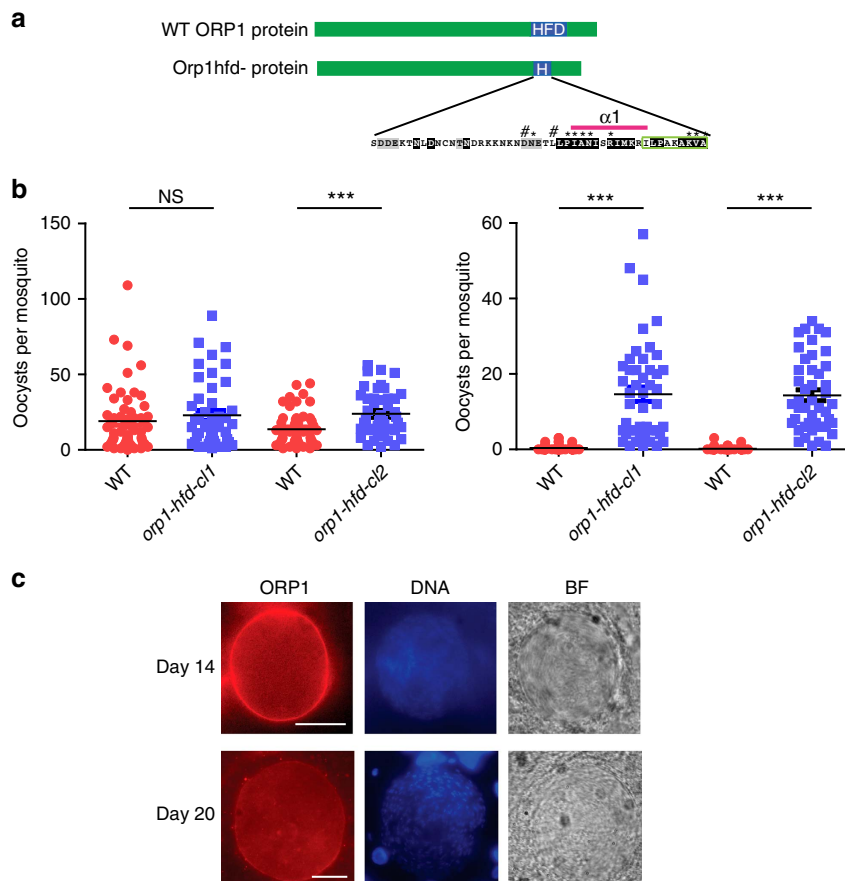 a
WT ORP1 protein
HFD
Orp1hfd- protein
H
α1
#* # **** * ***
SDDEKTNLDNCNTNDRKKNKNDNETLLPIANISRIMKRILPAKAKVA
b
NS
***
***
***
Oocysts per mosquito
150
100
50
0
WT
orp1-hfd-cl1
WT
orp1-hfd-cl2
Oocysts per mosquito
60
40
20
0
WT
orp1-hfd-cl1
WT
orp1-hfd-cl2
c
ORP1 DNA BF
Day 14
Day 20